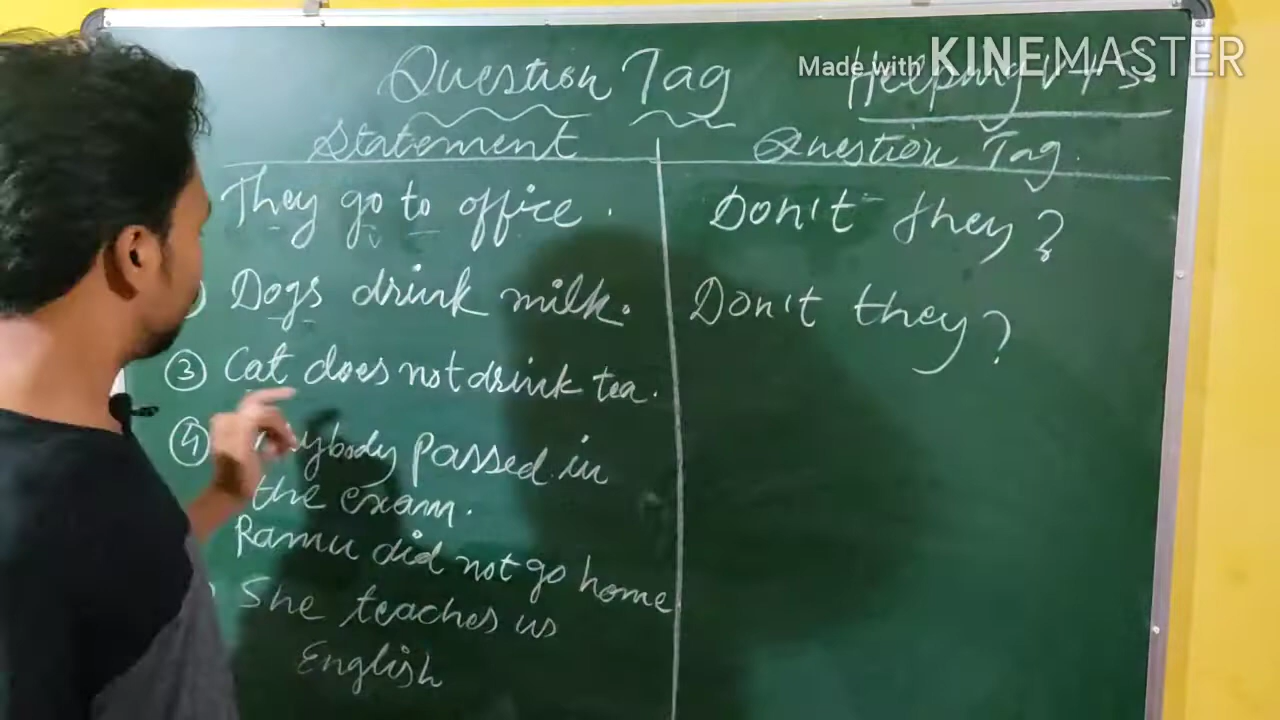 Question Tag
Made with KINEMASTER
Helping V + S.
Statement
Question Tag.
They go to office.
Don't they?
Dogs drink milk.
Don't they?
③ Cat does not drink tea.
④ passed in
the exam.
Ramu did not go home
She teaches us
English